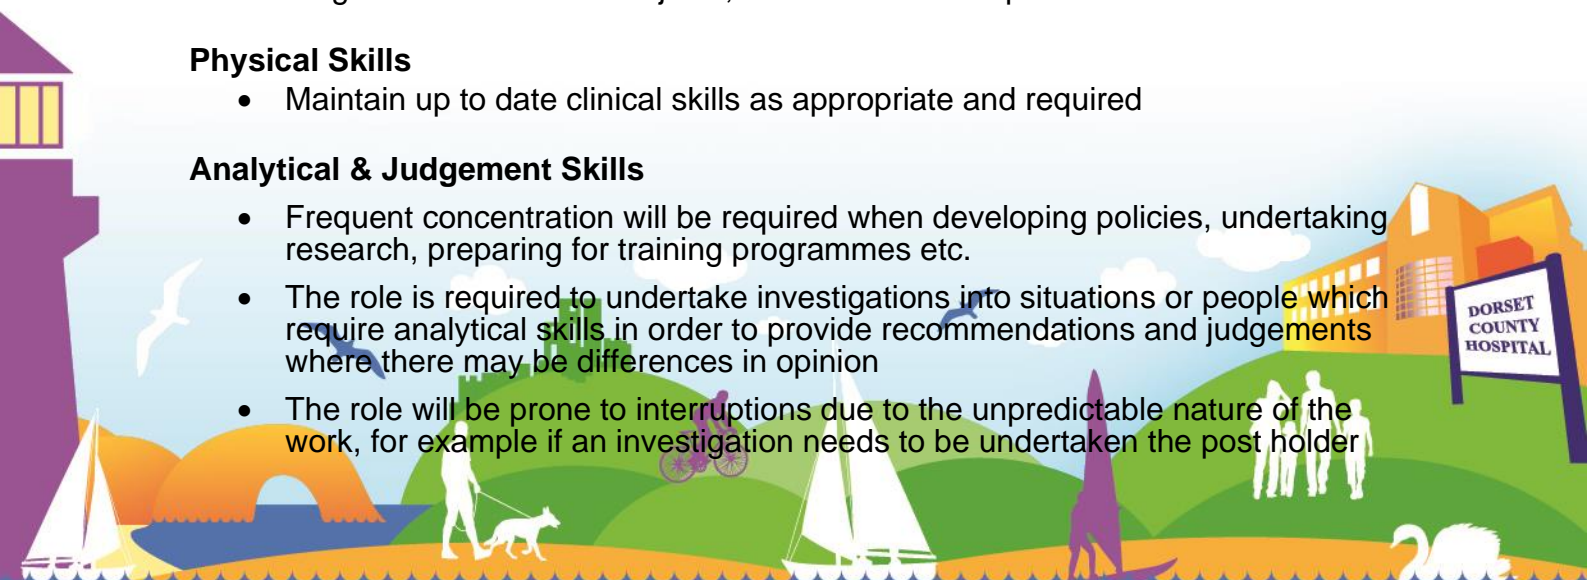 Physical Skills
• Maintain up to date clinical skills as appropriate and required
Analytical & Judgement Skills
• Frequent concentration will be required when developing policies, undertaking
research, preparing for training programmes etc.
• The role is required to undertake investigations into situations or people which
require analytical skills in order to provide recommendations and judgements
where there may be differences in opinion
• The role will be prone to interruptions due to the unpredictable nature of the
work, for example if an investigation needs to be undertaken the post holder
DORSET
COUNTY
HOSPITAL